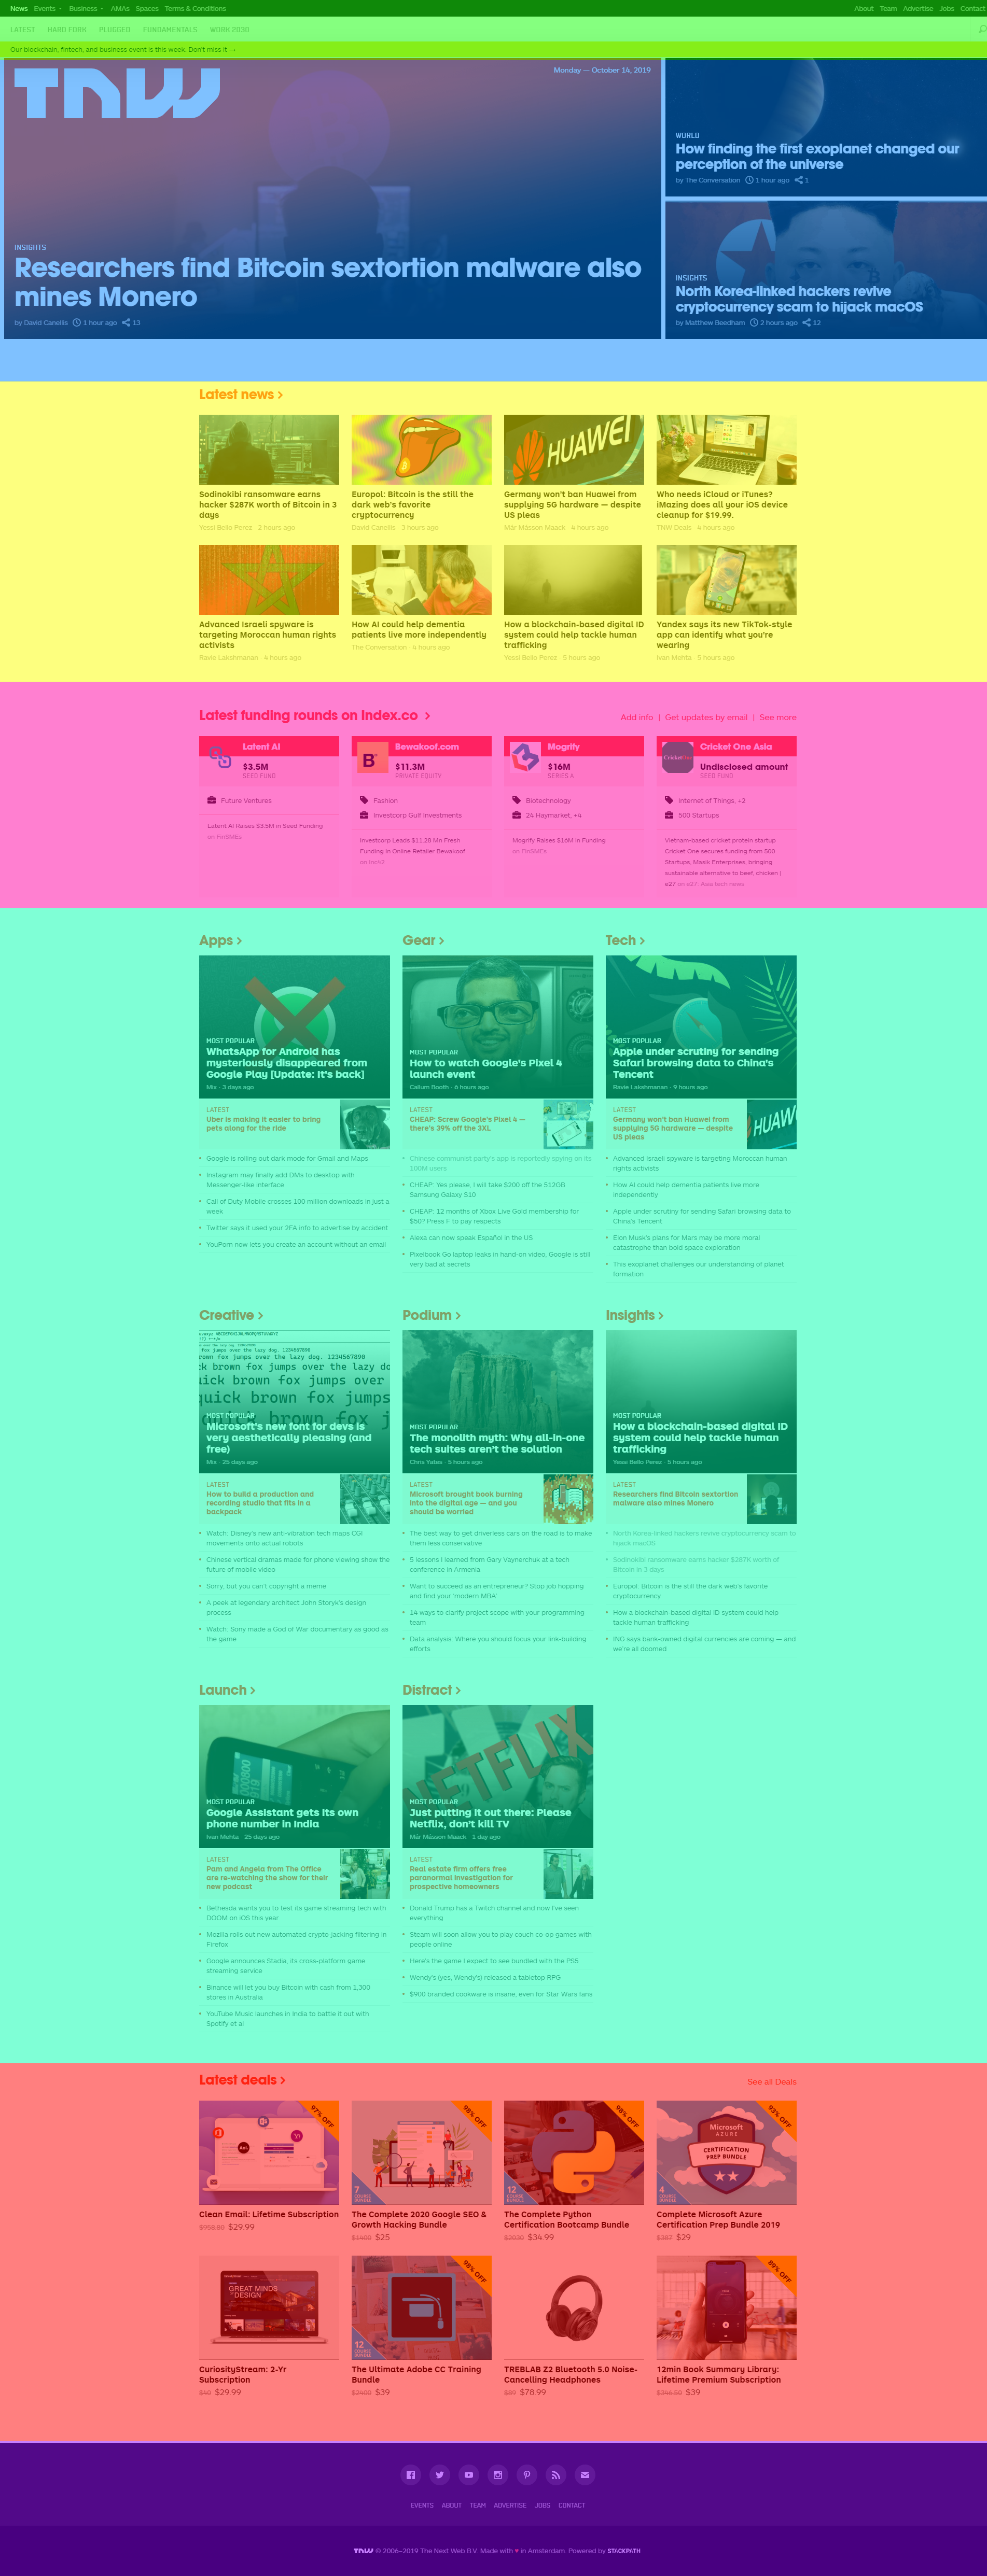 News Events Business AMAs Spaces Terms & Conditions About Team Advertise Jobs Contact
LATEST HARD FORK PLUGGED FUNDAMENTALS WORK 2030
Our blockchain, fintech, and business event is this week. Don't miss it →
TNW
Monday — October 14, 2019
INSIGHTS
Researchers find Bitcoin sextortion malware also
mines Monero
by David Canellis 1 hour ago 13
WORLD
How finding the first exoplanet changed our
perception of the universe
by The Conversation 1 hour ago 1
INSIGHTS
North Korea-linked hackers revive
cryptocurrency scam to hijack macOS
by Matthew Beedham 2 hours ago 12
Latest news
HUAWEI
Sodinokibi ransomware earns
hacker $287K worth of Bitcoin in 3
days
Yessi Bello Perez · 2 hours ago
Europol: Bitcoin is the still the
dark web's favorite
cryptocurrency
David Canellis · 3 hours ago
Germany won't ban Huawei from
supplying 5G hardware — despite
US pleas
Már Másson Maack · 4 hours ago
Who needs iCloud or iTunes?
iMazing does all your iOS device
cleanup for $19.99.
TNW Deals · 4 hours ago
Advanced Israeli spyware is
targeting Moroccan human rights
activists
Ravie Lakshmanan · 4 hours ago
How AI could help dementia
patients live more independently
The Conversation · 4 hours ago
How a blockchain-based digital ID
system could help tackle human
trafficking
Yessi Bello Perez · 5 hours ago
Yandex says its new TikTok-style
app can identify what you're
wearing
Ivan Mehta · 5 hours ago
Latest funding rounds on Index.co
Add info | Get updates by email | See more
Latent AI
$3.5M
SEED FUND
Future Ventures
Latent AI Raises $3.5M in Seed Funding
on FinSMEs
B
Bewakoof.com
$11.3M
PRIVATE EQUITY
Fashion
Investcorp Gulf Investments
Investcorp Leads $11.28 Mn Fresh
Funding In Online Retailer Bewakoof
on Inc42
Mogrify
$16M
SERIES A
Biotechnology
24 Haymarket, +4
Mogrify Raises $16M in Funding
on FinSMEs
Cricket One
Cricket One Asia
Undisclosed amount
SEED FUND
Internet of Things, +2
500 Startups
Vietnam-based cricket protein startup
Cricket One secures funding from 500
Startups, Masik Enterprises, bringing
sustainable alternative to beef, chicken |
e27 on e27 · Asia tech news
Apps
MOST POPULAR
WhatsApp for Android has
mysteriously disappeared from
Google Play [Update: It's back]
Mix · 3 days ago
LATEST
Uber is making it easier to bring
pets along for the ride
Google is rolling out dark mode for Gmail and Maps
Instagram may finally add DMs to desktop with
Messenger-like interface
Call of Duty Mobile crosses 100 million downloads in just a
week
Twitter says it used your 2FA info to advertise by accident
YouPorn now lets you create an account without an email
Gear
MOST POPULAR
How to watch Google's Pixel 4
launch event
Callum Booth · 6 hours ago
LATEST
CHEAP: Screw Google's Pixel 4 —
there's 39% off the 3XL
Chinese communist party's app is reportedly spying on its
100M users
CHEAP: Yes please, I will take $200 off the 512GB
Samsung Galaxy S10
CHEAP: 12 months of Xbox Live Gold membership for
$50? Press F to pay respects
Alexa can now speak Español in the US
Pixelbook Go laptop leaks in hand-on video: Google is still
very bad at secrets
Tech
MOST POPULAR
Apple under scrutiny for sending
Safari browsing data to China's
Tencent
Ravie Lakshmanan · 9 hours ago
LATEST
Germany won't ban Huawei from
supplying 5G hardware — despite
US pleas
HUAW
Advanced Israeli spyware is targeting Moroccan human
rights activists
How AI could help dementia patients live more
independently
Apple under scrutiny for sending Safari browsing data to
China's Tencent
Elon Musk's plans for Mars may be more moral
catastrophe than bold space exploration
This exoplanet challenges our understanding of planet
formation
Creative
fox jumps over the lazy dog. 1234567890
rown fox jumps over the lazy dog. 1234567890
k brown fox jumps over the lazy do
uick brown fox jumps over
quick brown fox jumps
brown fox j
MOST POPULAR
Microsoft's new font for devs is
very aesthetically pleasing (and
free)
Mix · 25 days ago
LATEST
How to build a production and
recording studio that fits in a
backpack
Watch: Disney's new anti-vibration tech maps CGI
movements onto actual robots
Chinese vertical dramas made for phone viewing show the
future of mobile video
Sorry, but you can't copyright a meme
A peek at legendary architect John Storyk's design
process
Watch: Sony made a God of War documentary as good as
the game
Podium
MOST POPULAR
The monolith myth: Why all-in-one
tech suites aren't the solution
Chris Yates · 5 hours ago
LATEST
Microsoft brought book burning
into the digital age — and you
should be worried
The best way to get driverless cars on the road is to make
them less conservative
5 lessons I learned from Gary Vaynerchuk at a tech
conference in Armenia
Want to succeed as an entrepreneur? Stop job hopping
and find your 'modern MBA'
14 ways to clarify project scope with your programming
team
Data analysis: Where you should focus your link-building
efforts
Insights
MOST POPULAR
How a blockchain-based digital ID
system could help tackle human
trafficking
Yessi Bello Perez · 5 hours ago
LATEST
Researchers find Bitcoin sextortion
malware also mines Monero
North Korea-linked hackers revive cryptocurrency scam to
hijack macOS
Sodinokibi ransomware earns hacker $287K worth of
Bitcoin in 3 days
Europol: Bitcoin is the still the dark web's favorite
cryptocurrency
How a blockchain-based digital ID system could help
tackle human trafficking
ING says bank-owned digital currencies are coming — and
we're all doomed
Launch
MOST POPULAR
Google Assistant gets its own
phone number in India
Ivan Mehta · 25 days ago
LATEST
Pam and Angela from The Office
are re-watching the show for their
new podcast
Bethesda wants you to test its game streaming tech with
DOOM on iOS this year
Mozilla rolls out new automated crypto-jacking filtering in
Firefox
Google announces Stadia, its cross-platform game
streaming service
Binance will let you buy Bitcoin with cash from 1,300
stores in Australia
YouTube Music launches in India to battle it out with
Spotify et al
Distract
NETFLIX
MOST POPULAR
Just putting it out there: Please
Netflix, don't kill TV
Már Másson Maack · 1 day ago
LATEST
Real estate firm offers free
paranormal investigation for
prospective homeowners
Donald Trump has a Twitch channel and now I've seen
everything
Steam will soon allow you to play couch co-op games with
people online
Here's the game I expect to see bundled with the PS5
Wendy's (yes, Wendy's) released a tabletop RPG
$900 branded cookware is insane, even for Star Wars fans
Latest deals
See all Deals
97% OFF
Clean Email: Lifetime Subscription
$29.99
98% OFF
7
COURSE
BUNDLE
The Complete 2020 Google SEO &
Growth Hacking Bundle
$1400 $25
98% OFF
12
COURSE
BUNDLE
The Complete Python
Certification Bootcamp Bundle
$34.99
93% OFF
Microsoft
AZURE
CERTIFICATION
PREP BUNDLE
4
COURSE
BUNDLE
Complete Microsoft Azure
Certification Prep Bundle 2019
$29
GREAT MINDS
DESIGN
CuriosityStream: 2-Yr
Subscription
$40 $29.99
98% OFF
12
COURSE
BUNDLE
The Ultimate Adobe CC Training
Bundle
$2400 $39
TREBLAB Z2 Bluetooth 5.0 Noise-
Cancelling Headphones
$78.99
89% OFF
12min Book Summary Library:
Lifetime Premium Subscription
$39
EVENTS ABOUT TEAM ADVERTISE JOBS CONTACT
TNW © 2006–2019 The Next Web B.V. Made with ♥ in Amsterdam. Powered by STACKPATH